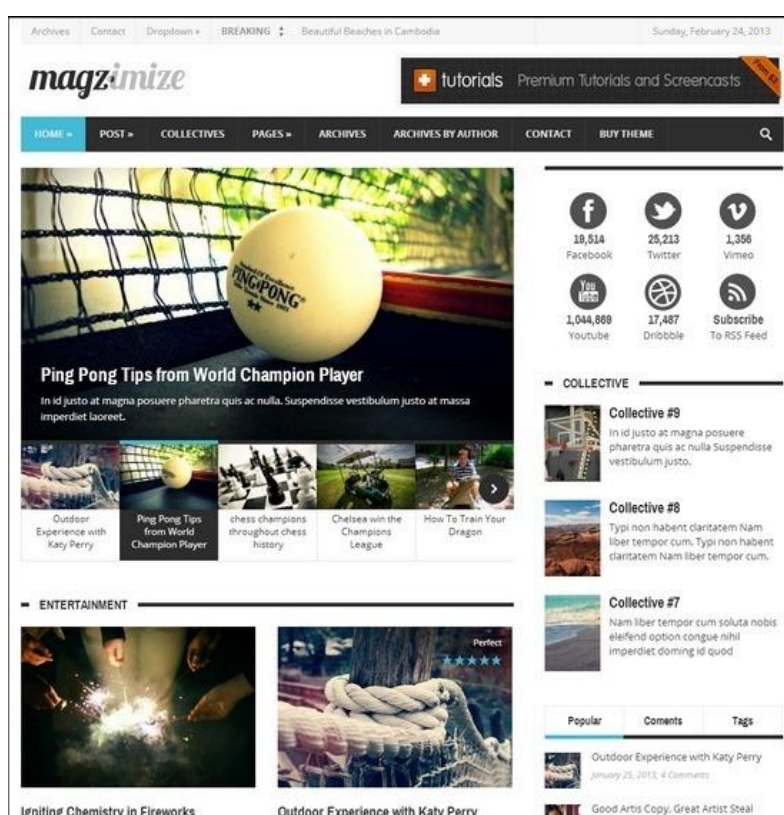 Archives Contact Dropdown » BREAKING Beautiful Beaches in Cambodia Sunday, February 24, 2013
magzimize
tutorials Premium Tutorials and Screencasts
From $2
HOME » POST » COLLECTIVES PAGES » ARCHIVES ARCHIVES BY AUTHOR CONTACT BUY THEME
Standard Of Excellence
PING-PONG
Ping Pong Tips from World Champion Player
In id justo at magna posuere pharetra quis ac nulla. Suspendisse vestibulum justo at massa
imperdiet laoreet.
Outdoor
Experience with
Katy Perry
Ping Pong Tips
from World
Champion Player
chess champions
throughout chess
history
Chelsea win the
Champions
League
How To Train Your
Dragon
ENTERTAINMENT
Perfect
Igniting Chemistry in Fireworks
Outdoor Experience with Katy Perry
19,514
Facebook
25,213
Twitter
1,356
Vimeo
You
Tube
1,044,869
Youtube
17,487
Dribbble
Subscribe
To RSS Feed
COLLECTIVE
Collective #9
In id justo at magna posuere
pharetra quis ac nulla Suspendisse
vestibulum justo.
Collective #8
Typi non habent claritatem Nam
liber tempor cum. Typi non habent
claritatem Nam liber tempor cum.
Collective #7
Nam liber tempor cum soluta nobis
eleifend option congue nihil
imperdiet doming id quod
Popular Coments Tags
Outdoor Experience with Katy Perry
January 25, 2013, 4 Comments
Good Artis Copy, Great Artist Steal